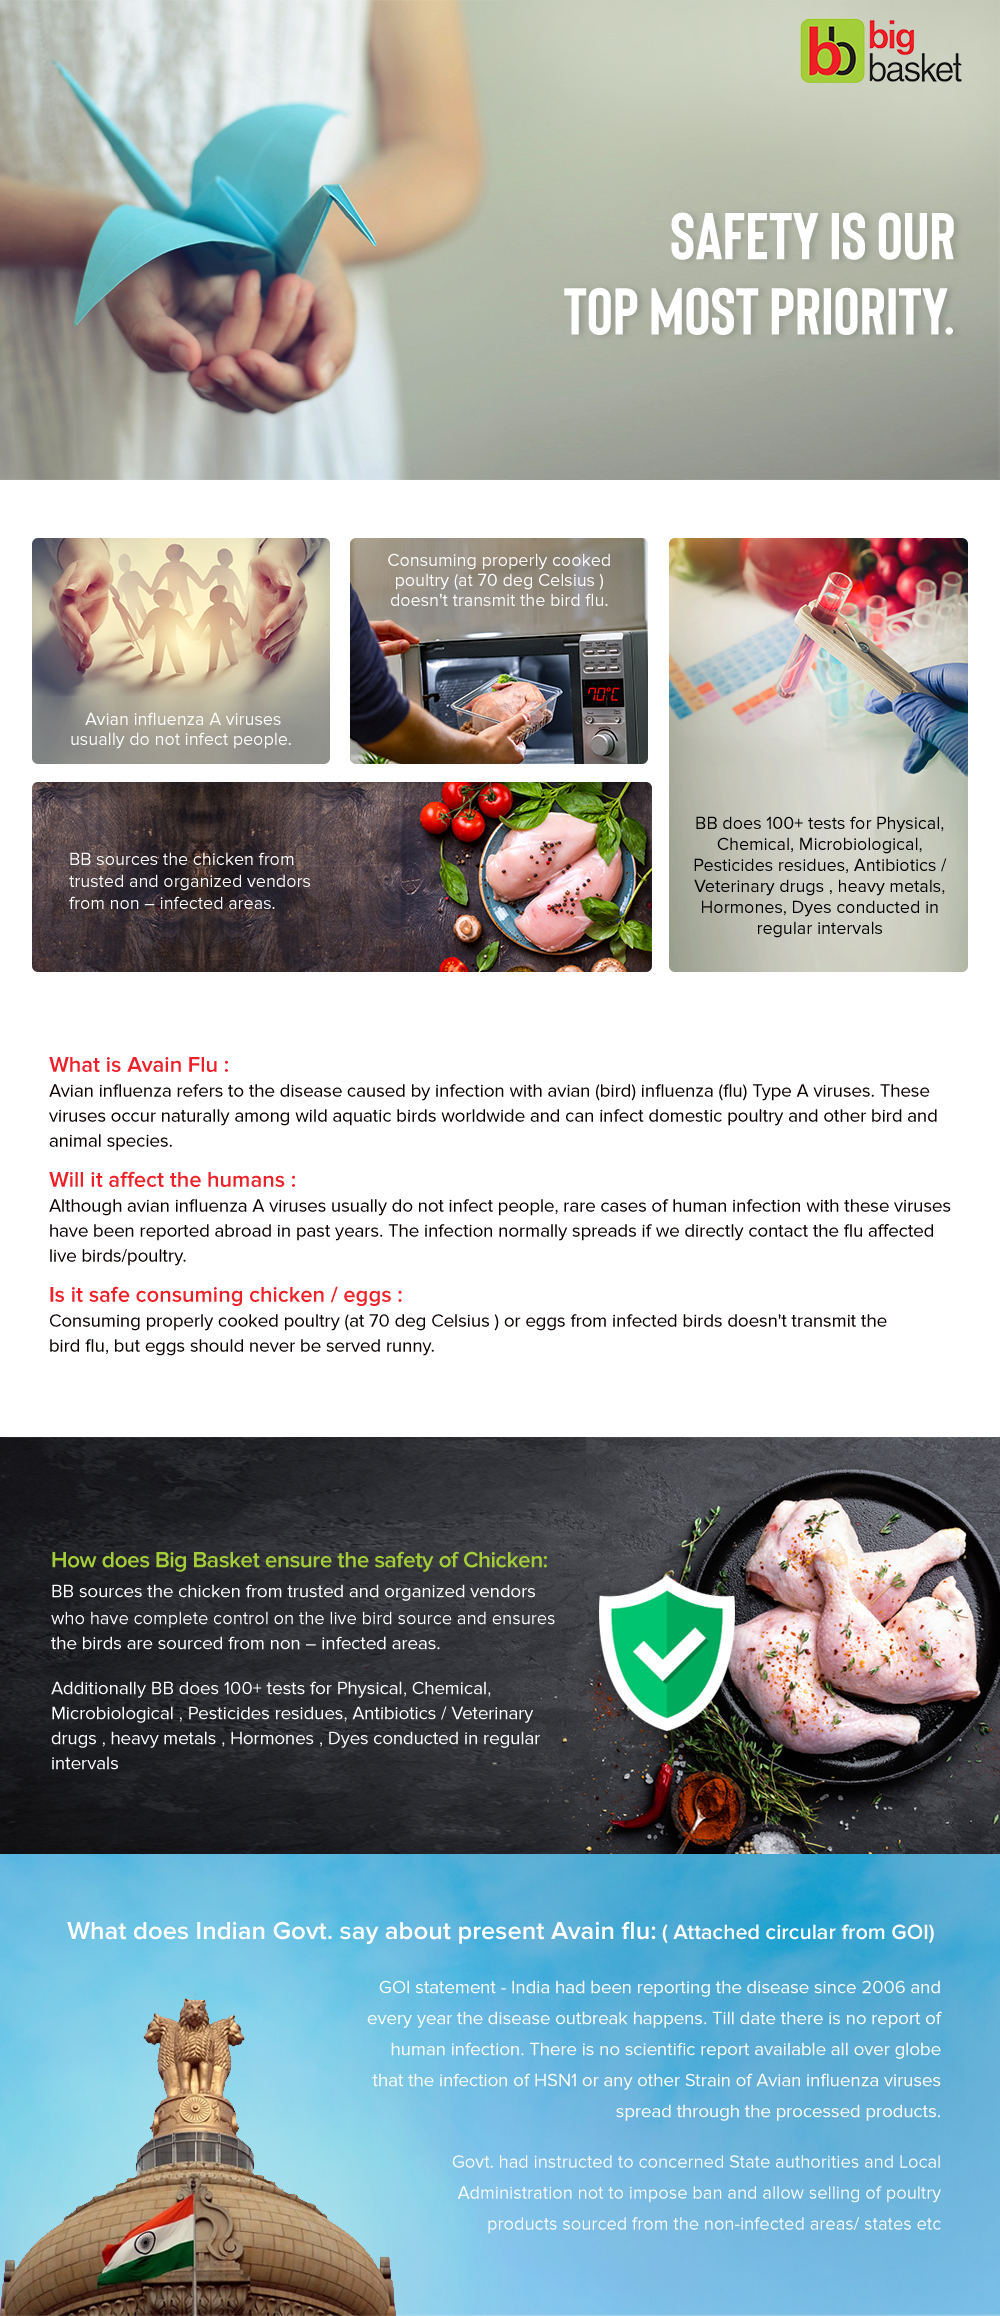 bb big
basket
SAFETY IS OUR
TOP MOST PRIORITY.
Avian influenza A viruses
usually do not infect people.
Consuming properly cooked
poultry (at 70 deg Celsius )
doesn't transmit the bird flu.
70°C
BB sources the chicken from
trusted and organized vendors
from non – infected areas.
BB does 100+ tests for Physical,
Chemical, Microbiological,
Pesticides residues, Antibiotics /
Veterinary drugs , heavy metals,
Hormones, Dyes conducted in
regular intervals
What is Avain Flu :
Avian influenza refers to the disease caused by infection with avian (bird) influenza (flu) Type A viruses. These
viruses occur naturally among wild aquatic birds worldwide and can infect domestic poultry and other bird and
animal species.
Will it affect the humans :
Although avian influenza A viruses usually do not infect people, rare cases of human infection with these viruses
have been reported abroad in past years. The infection normally spreads if we directly contact the flu affected
live birds/poultry.
Is it safe consuming chicken / eggs :
Consuming properly cooked poultry (at 70 deg Celsius ) or eggs from infected birds doesn't transmit the
bird flu, but eggs should never be served runny.
How does Big Basket ensure the safety of Chicken:
BB sources the chicken from trusted and organized vendors
who have complete control on the live bird source and ensures
the birds are sourced from non – infected areas.
Additionally BB does 100+ tests for Physical, Chemical,
Microbiological , Pesticides residues, Antibiotics / Veterinary
drugs , heavy metals , Hormones , Dyes conducted in regular
intervals
What does Indian Govt. say about present Avain flu: ( Attached circular from GOI)
GOI statement - India had been reporting the disease since 2006 and
every year the disease outbreak happens. Till date there is no report of
human infection. There is no scientific report available all over globe
that the infection of HSN1 or any other Strain of Avian influenza viruses
spread through the processed products.
Govt. had instructed to concerned State authorities and Local
Administration not to impose ban and allow selling of poultry
products sourced from the non-infected areas/ states etc